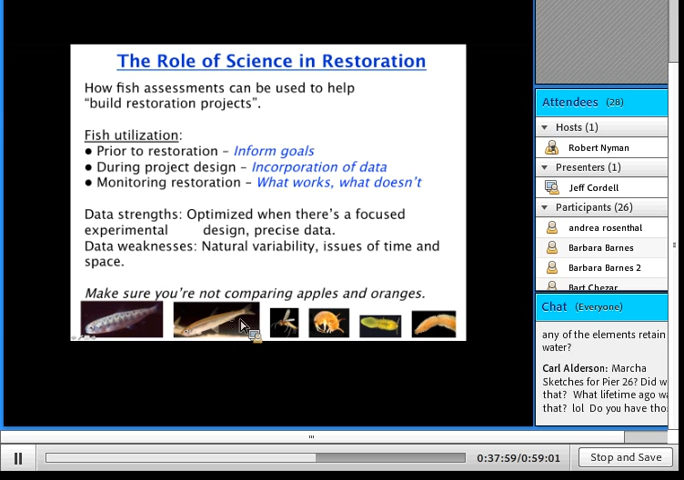 The Role of Science in Restoration
How fish assessments can be used to help
“build restoration projects”.
Fish utilization:
● Prior to restoration – Inform goals
● During project design – Incorporation of data
● Monitoring restoration – What works, what doesn’t
Data strengths: Optimized when there’s a focused
experimental design, precise data.
Data weaknesses: Natural variability, issues of time and
space.
Make sure you’re not comparing apples and oranges.
Attendees (28)
Hosts (1)
Robert Nyman
Presenters (1)
Jeff Cordell
Participants (26)
andrea rosenthal
Barbara Barnes
Barbara Barnes 2
Bart Chezar
Chat (Everyone)
any of the elements retain
water?
Carl Alderson: Marcha
Sketches for Pier 26? Did w
that? What lifetime ago wa
that? lol Do you have tho
0:37:59/0:59:01
Stop and Save